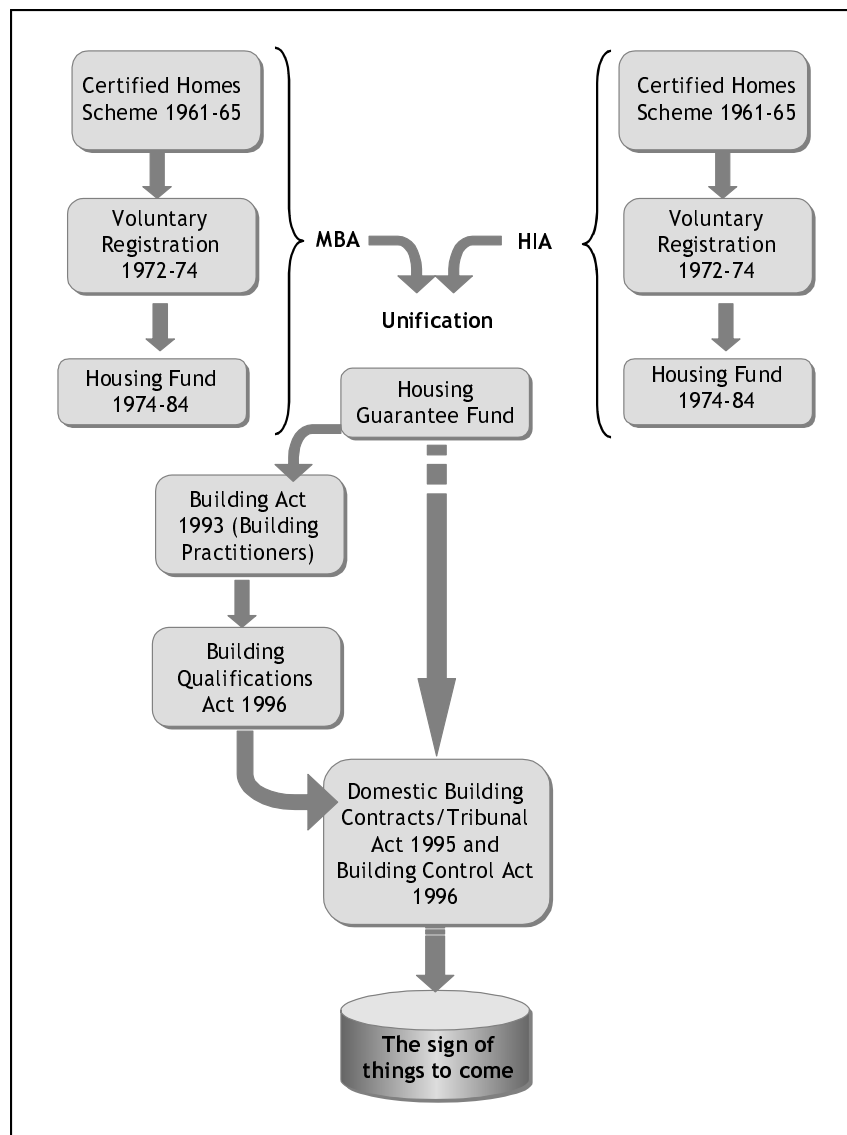 Certified Homes
Scheme 1961-65
Voluntary
Registration
1972-74
Housing Fund
1974-84
MBA
HIA
Unification
Certified Homes
Scheme 1961-65
Voluntary
Registration
1972-74
Housing Fund
1974-84
Housing
Guarantee Fund
Building Act
1993 (Building
Practitioners)
Building
Qualifications
Act 1996
Domestic Building
Contracts/Tribunal
Act 1995 and
Building Control Act
1996
The sign of
things to come